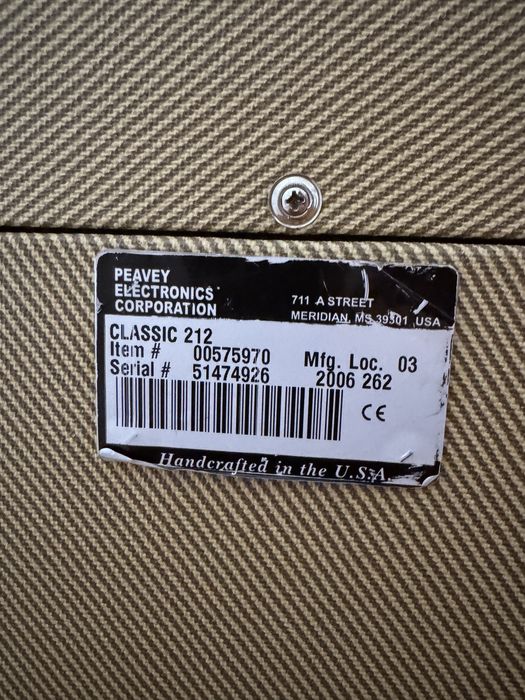 PEAVEY
ELECTRONICS
CORPORATION
711 A STREET
MERIDIAN, MS 39301 USA
CLASSIC 212
Item # 00575970 Mfg. Loc. 03
Serial # 51474926 2006 262
CE
Handcrafted in the U.S.A.